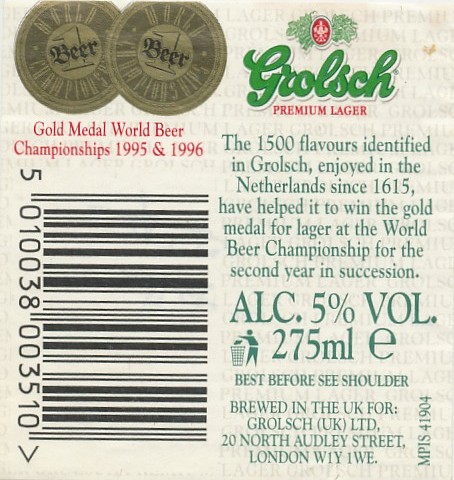 Beer
Beer
Grolsch
PREMIUM LAGER
Gold Medal World Beer
Championships 1995 & 1996
The 1500 flavours identified
in Grolsch, enjoyed in the
Netherlands since 1615,
have helped it to win the gold
medal for lager at the World
Beer Championship for the
second year in succession.
ALC. 5% VOL.
275ml e
BEST BEFORE SEE SHOULDER
BREWED IN THE UK FOR:
GROLSCH (UK) LTD,
20 NORTH AUDLEY STREET,
LONDON W1Y 1WE.
MPIS 41904
5 010038 003510 >